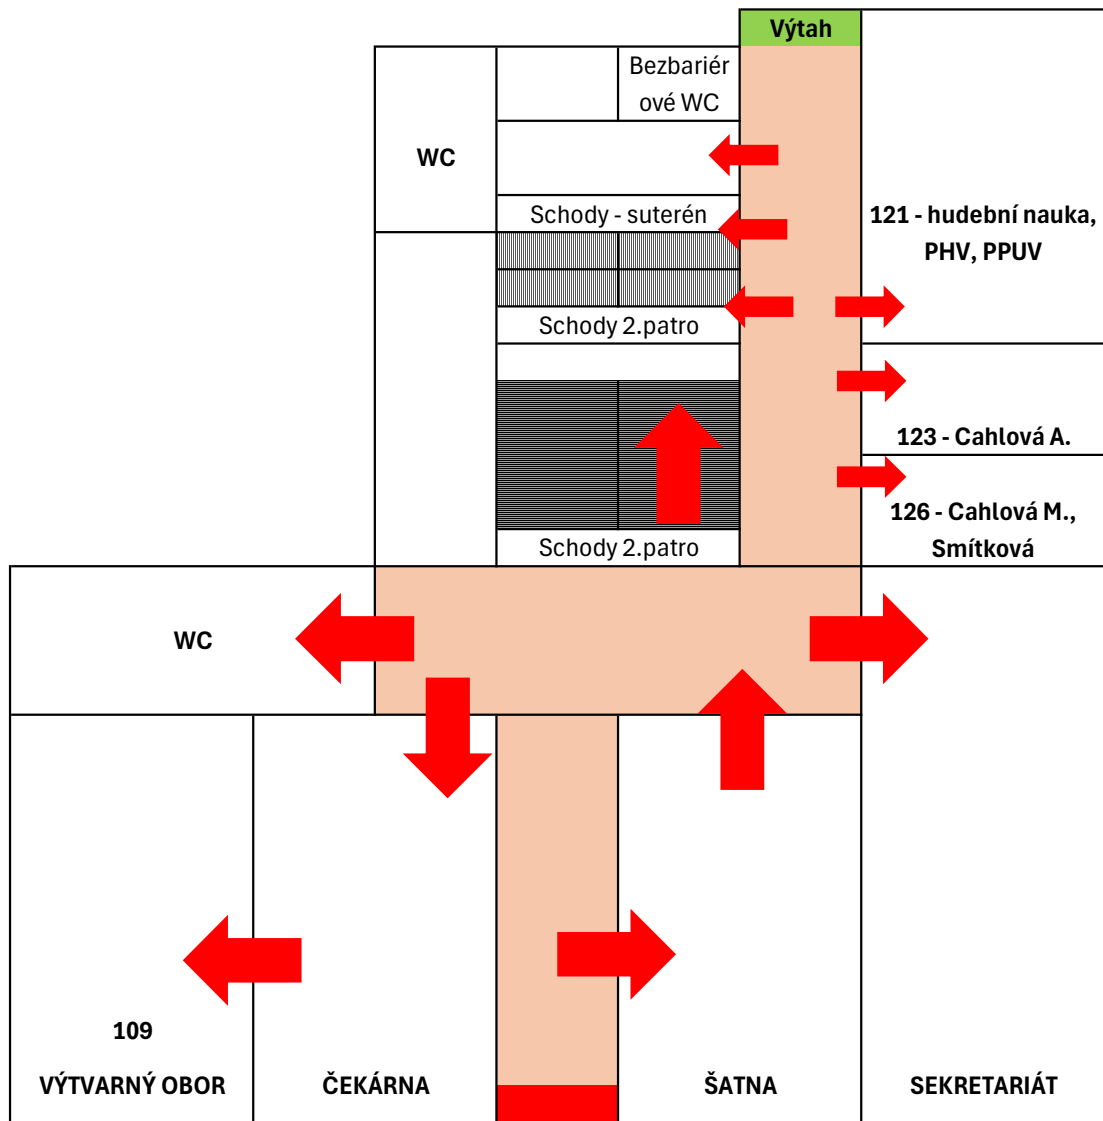 Výtah
Bezbariér
ové WC
WC
Schody - suterén
121 - hudební nauka,
PHV, PPUV
Schody 2.patro
123 - Cahlová A.
126 - Cahlová M.,
Smítková
Schody 2.patro
WC
109
VÝTVARNÝ OBOR
ČEKÁRNA
ŠATNA
SEKRETARIÁT